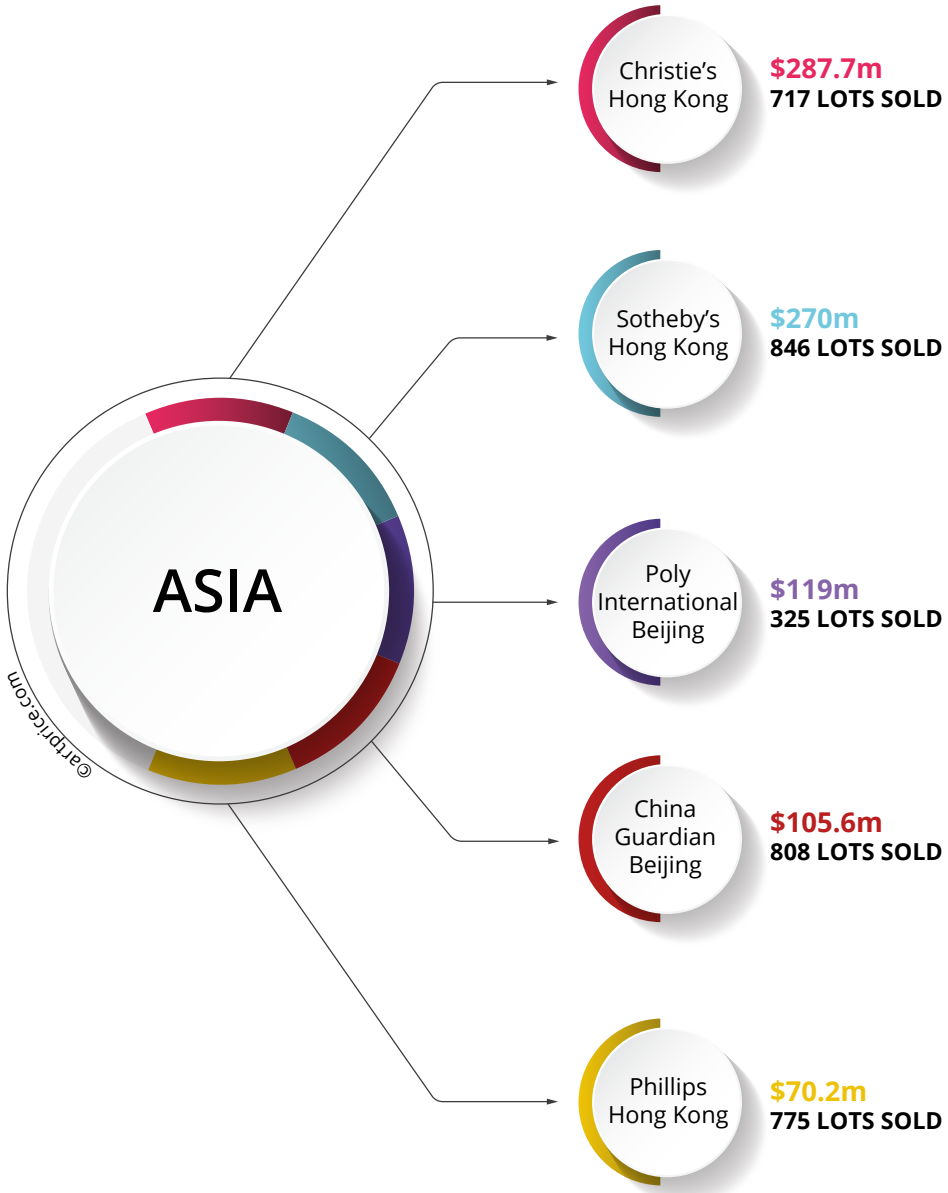 Christie’s
Hong Kong
$287.7m
717 LOTS SOLD
Sotheby’s
Hong Kong
$270m
846 LOTS SOLD
ASIA
©artprice.com
Poly
International
Beijing
$119m
325 LOTS SOLD
China
Guardian
Beijing
$105.6m
808 LOTS SOLD
Phillips
Hong Kong
$70.2m
775 LOTS SOLD